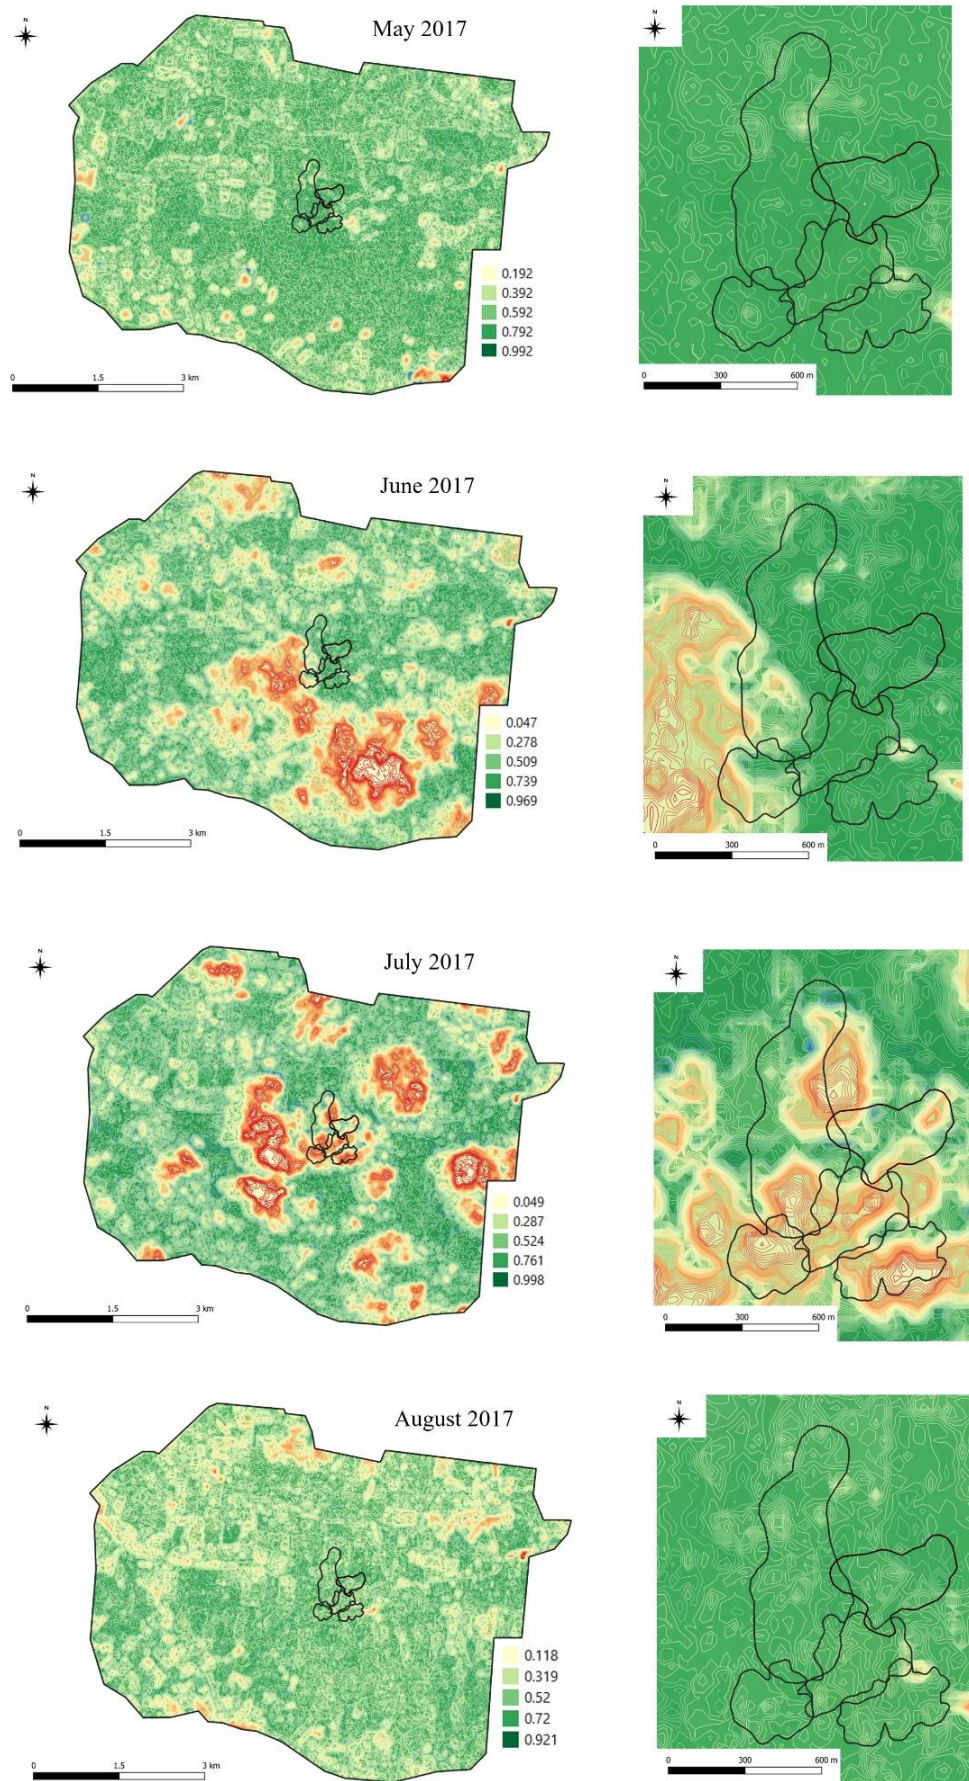 N
May 2017
N
0.192
0.392
0.592
0.792
0.992
0 1.5 3 km
0 300 600 m
N
June 2017
N
0.047
0.278
0.509
0.739
0.969
0 1.5 3 km
0 300 600 m
N
July 2017
N
0.049
0.287
0.524
0.761
0.998
0 1.5 3 km
0 300 600 m
N
August 2017
N
0.118
0.319
0.52
0.72
0.921
0 1.5 3 km
0 300 600 m